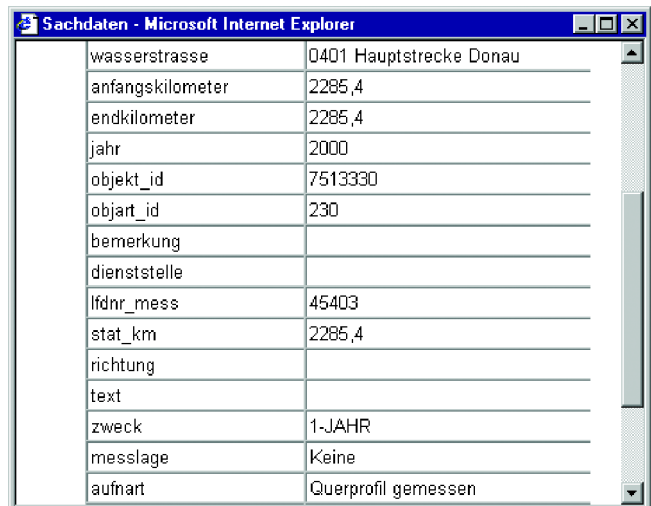 Sachdaten - Microsoft Internet Explorer
wasserstrasse 0401 Hauptstrecke Donau
anfangskilometer 2285,4
endkilometer 2285,4
jahr 2000
objekt_id 7513330
objart_id 230
bemerkung
dienststelle
lfdnr_mess 45403
stat_km 2285,4
richtung
text
zweck 1-JAHR
messlage Keine
aufnart Querprofil gemessen